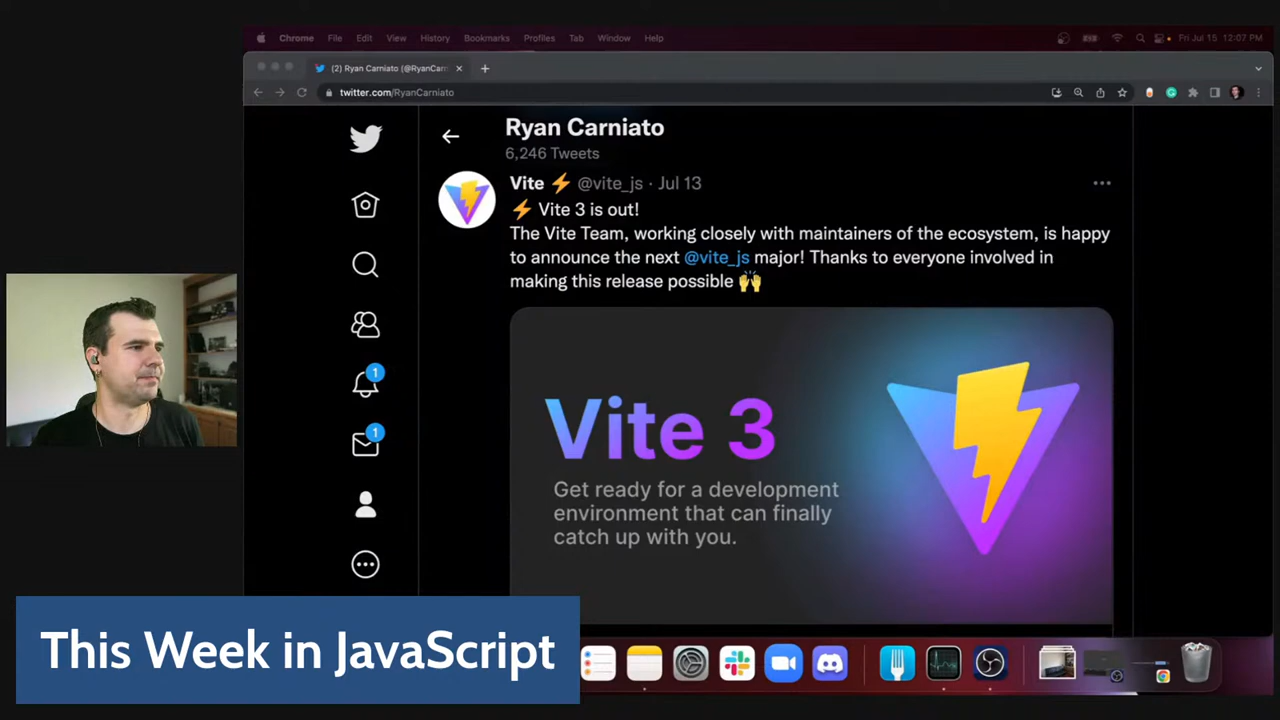 Chrome File Edit View History Bookmarks Profiles Tab Window Help Fri Jul 15 12:07 PM
(2) Ryan Carniato (@RyanCarn
twitter.com/RyanCarniato
Ryan Carniato
6,246 Tweets
Vite ⚡ @vite_js · Jul 13
⚡ Vite 3 is out!
The Vite Team, working closely with maintainers of the ecosystem, is happy
to announce the next @vite_js major! Thanks to everyone involved in
making this release possible 🙌
Vite 3
Get ready for a development
environment that can finally
catch up with you.
1
1
This Week in JavaScript